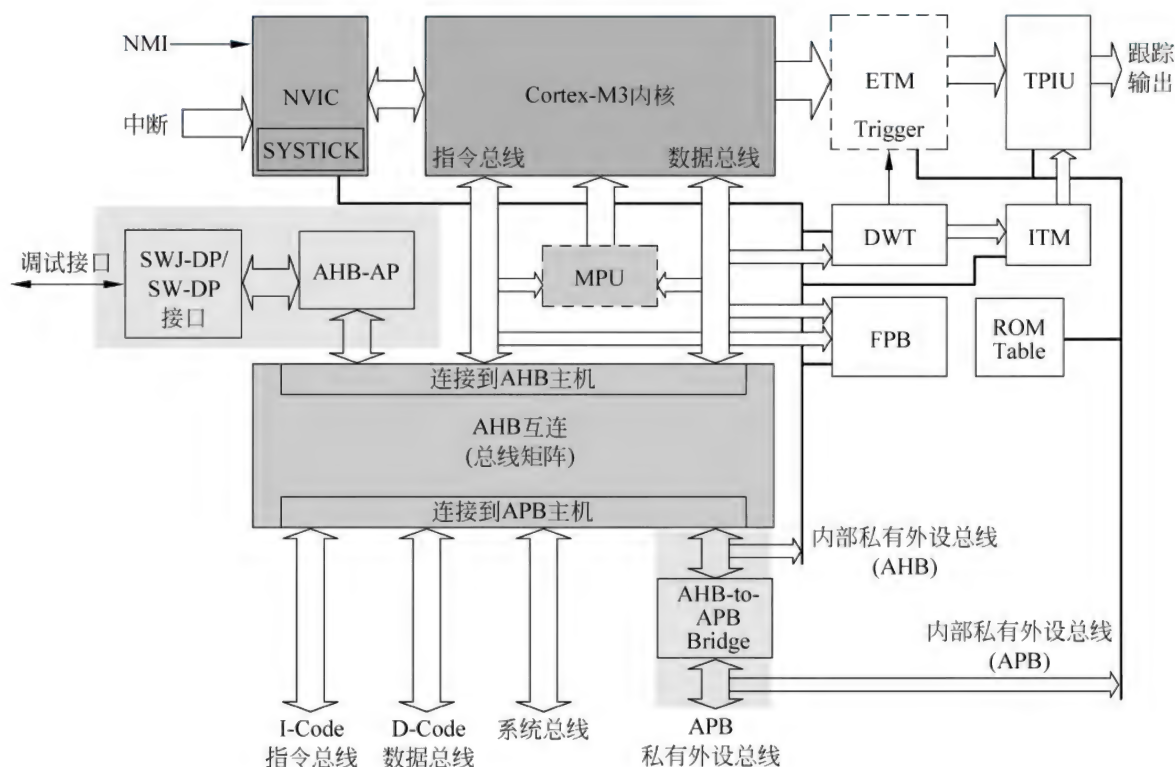 NMI
中断
NVIC
SYSTICK
Cortex-M3内核
指令总线
数据总线
ETM
Trigger
TPIU
跟踪
输出
调试接口
SWJ-DP/
SW-DP
接口
AHB-AP
MPU
DWT
ITM
FPB
ROM
Table
连接到AHB主机
AHB互连
(总线矩阵)
连接到APB主机
内部私有外设总线
(AHB)
AHB-to-
APB
Bridge
内部私有外设总线
(APB)
I-Code
指令总线
D-Code
数据总线
系统总线
APB
私有外设总线